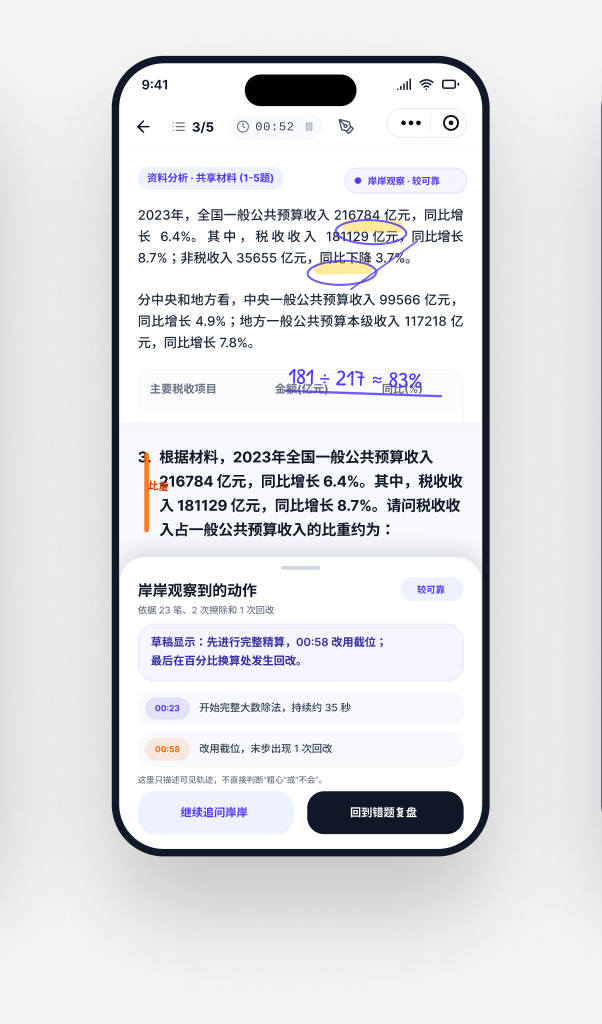 9:41
3/5
00:52
资料分析 · 共享材料 (1-5题)
岸岸观察 · 较可靠
2023年，全国一般公共预算收入 216784 亿元，同比增
长 6.4%。其中，税收收入 181129 亿元，同比增长
8.7%；非税收入 35655 亿元，同比下降 3.7%。
分中央和地方看，中央一般公共预算收入 99566 亿元，
同比增长 4.9%；地方一般公共预算本级收入 117218 亿
元，同比增长 7.8%。
181 ÷ 217 ≈ 83%
主要税收项目 金额(亿元) 同比(%)
3. 根据材料，2023年全国一般公共预算收入
216784 亿元，同比增长 6.4%。其中，税收收
比重
入 181129 亿元，同比增长 8.7%。请问税收收
入占一般公共预算收入的比重约为：
岸岸观察到的动作
较可靠
依据 23 笔、2 次擦除和 1 次回改
草稿显示：先进行完整精算，00:58 改用截位；
最后在百分比换算处发生回改。
00:23 开始完整大数除法，持续约 35 秒
00:58 改用截位，末步出现 1 次回改
这里只描述可见轨迹，不直接判断“粗心”或“不会”。
继续追问岸岸
回到错题复盘